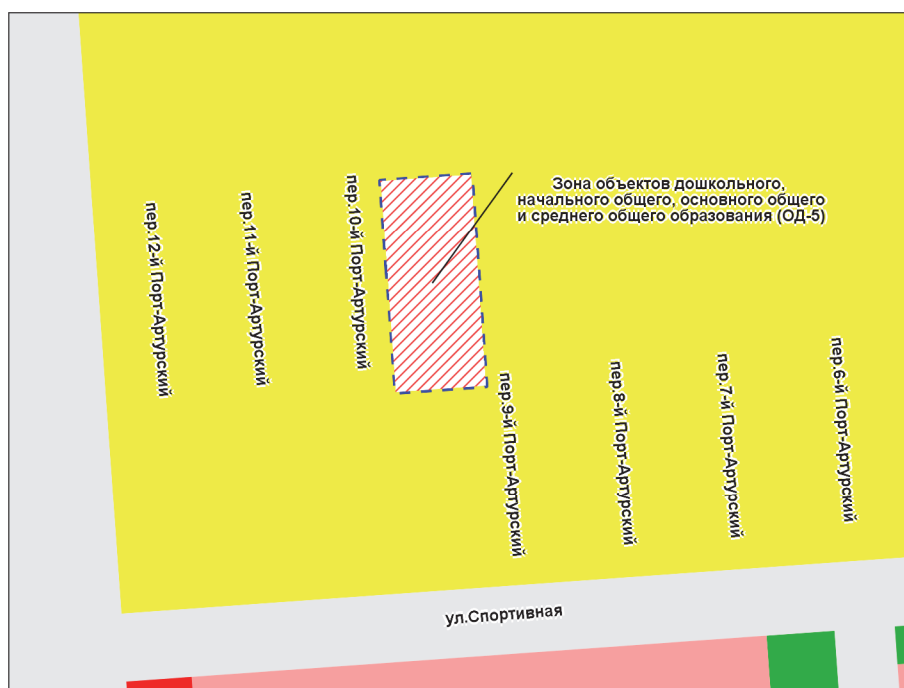 Зона объектов дошкольного,
начального общего, основного общего
и среднего общего образования (ОД-5)
пер.12-й Порт-Артурский
пер.11-й Порт-Артурский
пер.10-й Порт-Артурский
пер.9-й Порт-Артурский
пер.8-й Порт-Артурский
пер.7-й Порт-Артурский
пер.6-й Порт-Артурский
ул.Спортивная